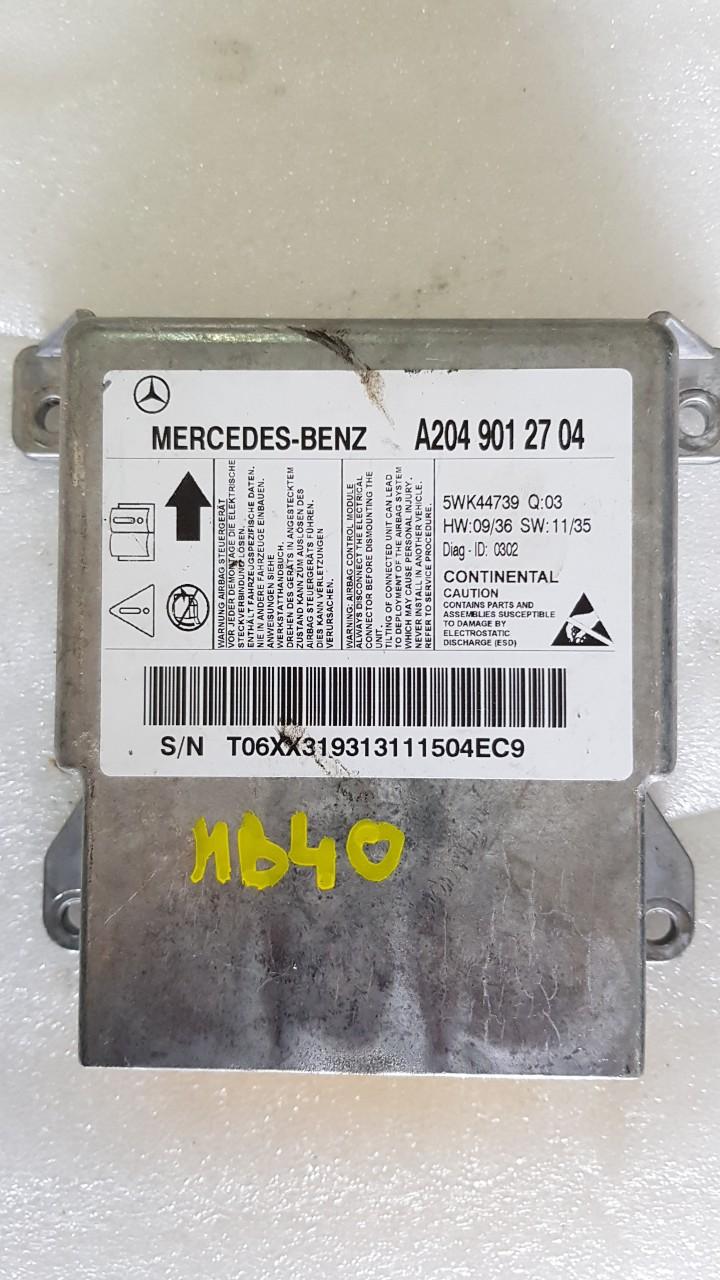 MERCEDES-BENZ A204 901 27 04
WARNUNG AIRBAG STEUERGERÄT
VOR JEDER DEMONTAGE DIE ELEKTRISCHE
STECKVERBINDUNG LÖSEN.
ENTHÄLT FAHRZEUGSPEZIFISCHE DATEN.
NIE IN ANDERE FAHRZEUGE EINBAUEN.
ANWEISUNGEN SIEHE
WERKSTATTHANDBUCH.
DREHEN DES GERÄTS IN ANGESTECKTEM
ZUSTAND KANN ZUM AUSLÖSEN DES
AIRBAG STEUERGERÄTS FÜHREN.
DIES KANN VERLETZUNGEN
VERURSACHEN.
WARNING: AIRBAG CONTROL MODULE
ALWAYS DISCONNECT THE ELECTRICAL
CONNECTOR BEFORE DISMOUNTING THE
UNIT.
TILTING OF CONNECTED UNIT CAN LEAD
TO DEPLOYMENT OF THE AIRBAG SYSTEM
WHICH MAY CAUSE PERSONAL INJURY.
NEVER INSTALL IN ANOTHER VEHICLE.
REFER TO SERVICE PROCEDURE.
5WK44739 Q:03
HW:09/36 SW:11/35
Diag - ID: 0302
CONTINENTAL
CAUTION
CONTAINS PARTS AND
ASSEMBLIES SUSCEPTIBLE
TO DAMAGE BY
ELECTROSTATIC
DISCHARGE (ESD)
S/N T06XX319313111504EC9
MB40